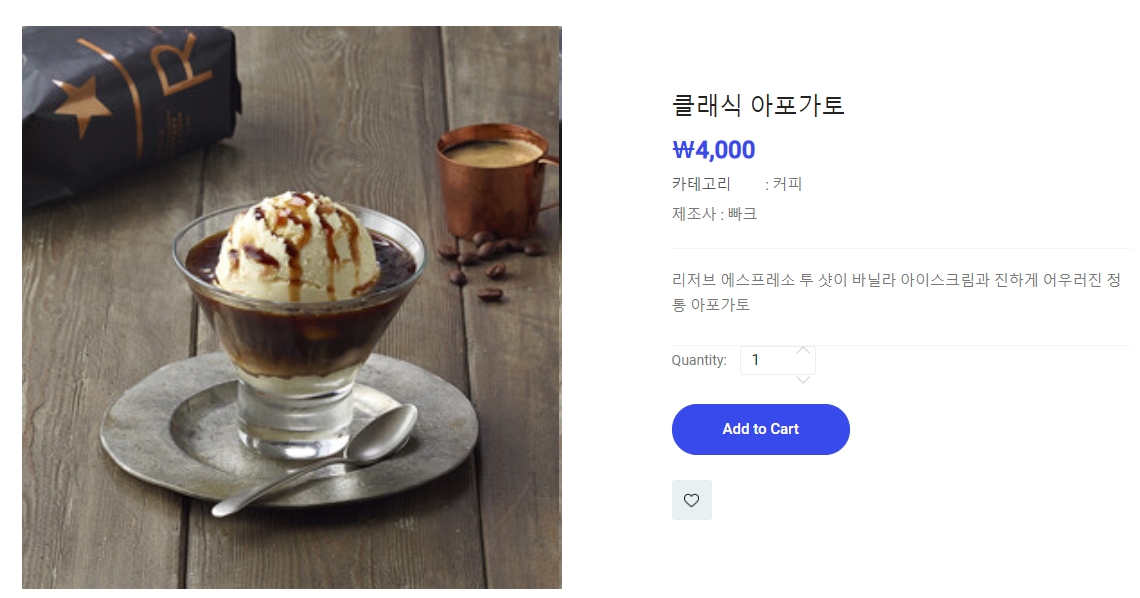 R
클래식 아포가토
₩4,000
카테고리 : 커피
제조사 : 빠크
리저브 에스프레소 투 샷이 바닐라 아이스크림과 진하게 어우러진 정
통 아포가토
Quantity: 1
Add to Cart